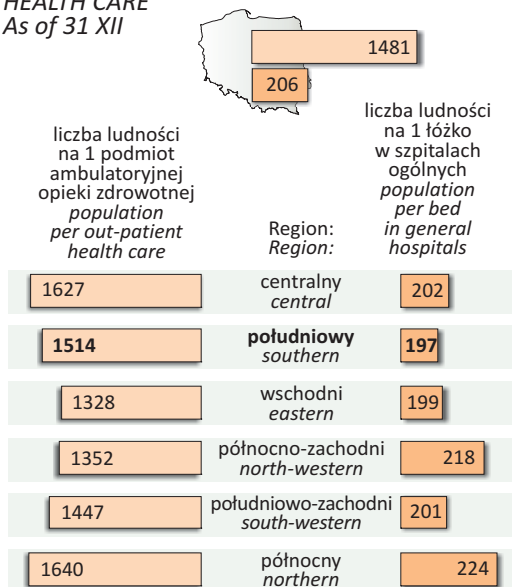 HEALTH CARE
As of 31 XII
1481
206
liczba ludności
na 1 podmiot
ambulatoryjnej
opieki zdrowotnej
population
per out-patient
health care
Region:
Region:
liczba ludności
na 1 łóżko
w szpitalach
ogólnych
population
per bed
in general
hospitals
1627 centralny 202
central
1514 południowy 197
southern
1328 wschodni 199
eastern
1352 północno-zachodni 218
north-western
1447 południowo-zachodni 201
south-western
1640 północny 224
northern